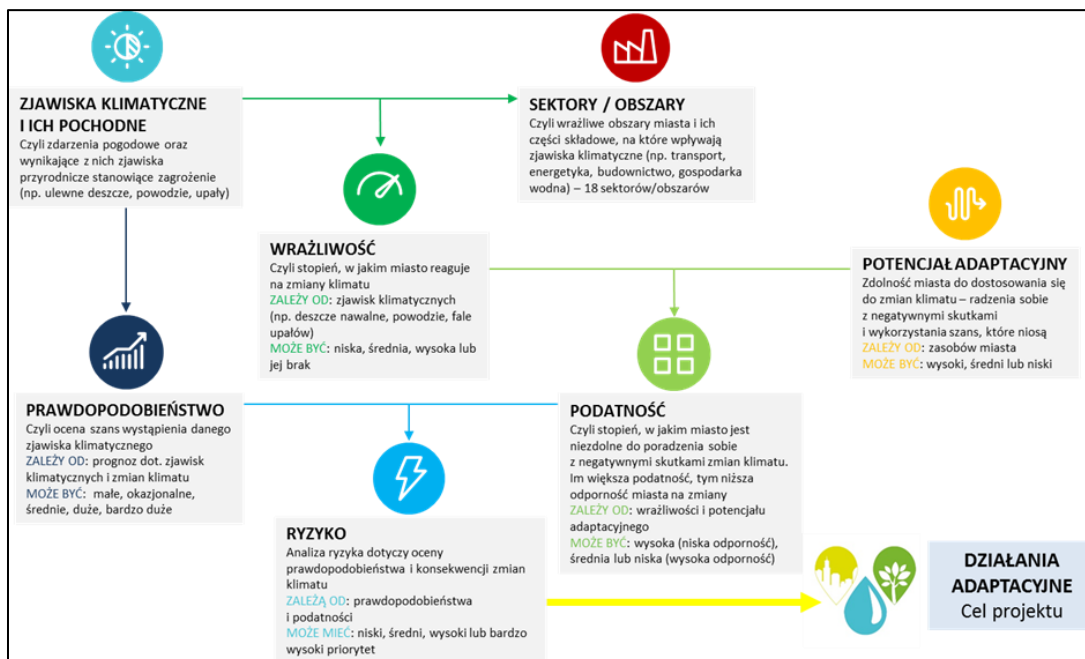 ZJAWISKA KLIMATYCZNE
I ICH POCHODNE
Czyli zdarzenia pogodowe oraz
wynikające z nich zjawiska
przyrodnicze stanowiące zagrożenie
(np. ulewne deszcze, powodzie, upały)
SEKTORY / OBSZARY
Czyli wrażliwe obszary miasta i ich
części składowe, na które wpływają
zjawiska klimatyczne (np. transport,
energetyka, budownictwo, gospodarka
wodna) – 18 sektorów/obszarów
WRAŻLIWOŚĆ
Czyli stopień, w jakim miasto reaguje
na zmiany klimatu
ZALEŻY OD: zjawisk klimatycznych
(np. deszcze nawalne, powodzie, fale
upałów)
MOŻE BYĆ: niska, średnia, wysoka lub
jej brak
POTENCJAŁ ADAPTACYJNY
Zdolność miasta do dostosowania się
do zmian klimatu – radzenia sobie
z negatywnymi skutkami
i wykorzystania szans, które niosą
ZALEŻY OD: zasobów miasta
MOŻE BYĆ: wysoki, średni lub niski
PRAWDOPODOBIEŃSTWO
Czyli ocena szans wystąpienia danego
zjawiska klimatycznego
ZALEŻY OD: prognoz dot. zjawisk
klimatycznych i zmian klimatu
MOŻE BYĆ: małe, okazjonalne,
średnie, duże, bardzo duże
PODATNOŚĆ
Czyli stopień, w jakim miasto jest
niezdolne do poradzenia sobie
z negatywnymi skutkami zmian klimatu.
Im większa podatność, tym niższa
odporność miasta na zmiany
ZALEŻY OD: wrażliwości i potencjału
adaptacyjnego
MOŻE BYĆ: wysoka (niska odporność),
średnia lub niska (wysoka odporność)
RYZYKO
Analiza ryzyka dotyczy oceny
prawdopodobieństwa i konsekwencji zmian
klimatu
ZALEŻĄ OD: prawdopodobieństwa
i podatności
MOŻE MIEĆ: niski, średni, wysoki lub bardzo
wysoki priorytet
DZIAŁANIA
ADAPTACYJNE
Cel projektu